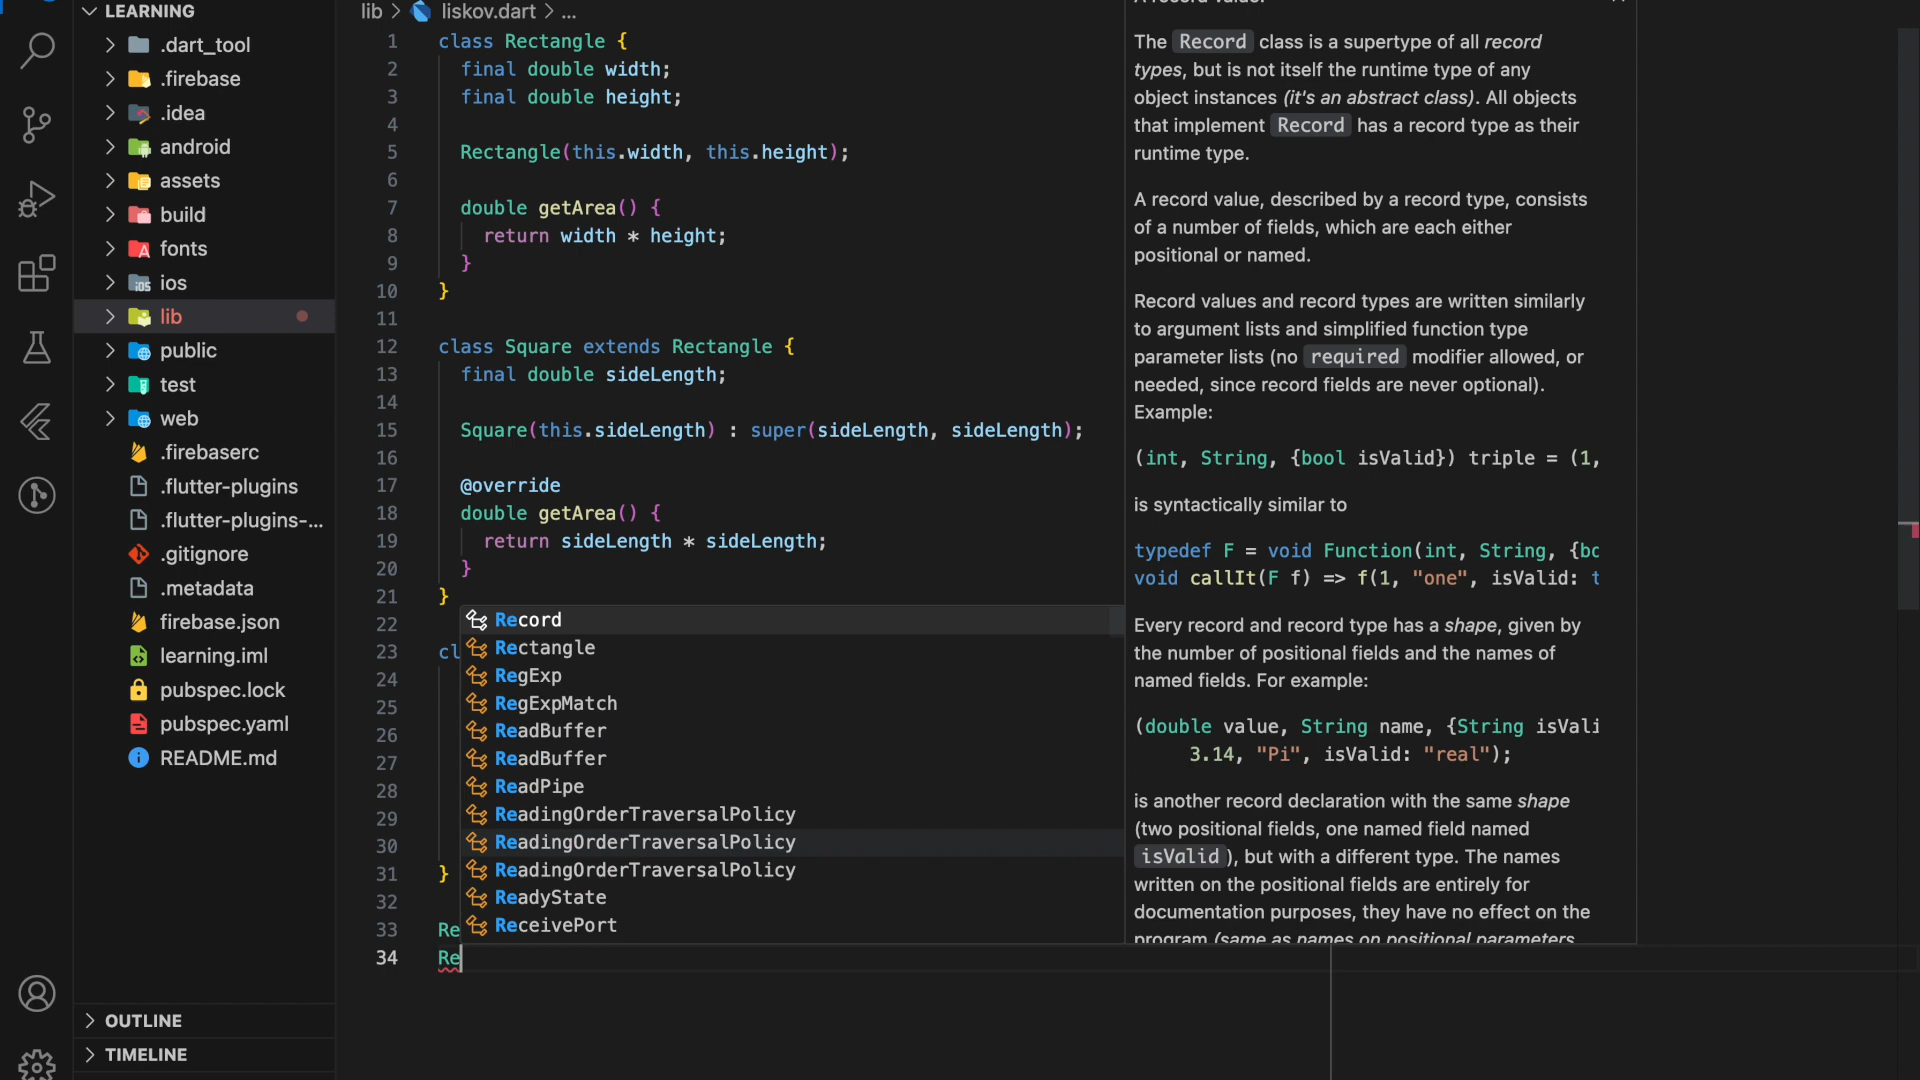 LEARNING
.dart_tool
.firebase
.idea
android
assets
build
fonts
ios
lib
public
test
web
.firebaserc
.flutter-plugins
.flutter-plugins-...
.gitignore
.metadata
firebase.json
learning.iml
pubspec.lock
pubspec.yaml
README.md
OUTLINE
TIMELINE
lib > liskov.dart > ...
1 class Rectangle {
2 final double width;
3 final double height;
4
5 Rectangle(this.width, this.height);
6
7 double getArea() {
8 return width * height;
9 }
10 }
11
12 class Square extends Rectangle {
13 final double sideLength;
14
15 Square(this.sideLength) : super(sideLength, sideLength);
16
17 @override
18 double getArea() {
19 return sideLength * sideLength;
20 }
21 }
22
23 cl
24
25
26
27
28
29
30
31 }
32
33 Re
34 Re
Record
Rectangle
RegExp
RegExpMatch
ReadBuffer
ReadBuffer
ReadPipe
ReadingOrderTraversalPolicy
ReadingOrderTraversalPolicy
ReadingOrderTraversalPolicy
ReadyState
ReceivePort
A record value.
The Record class is a supertype of all record
types, but is not itself the runtime type of any
object instances (it's an abstract class). All objects
that implement Record has a record type as their
runtime type.
A record value, described by a record type, consists
of a number of fields, which are each either
positional or named.
Record values and record types are written similarly
to argument lists and simplified function type
parameter lists (no required modifier allowed, or
needed, since record fields are never optional).
Example:
(int, String, {bool isValid}) triple = (1,
is syntactically similar to
typedef F = void Function(int, String, {bo
void callIt(F f) => f(1, "one", isValid: t
Every record and record type has a shape, given by
the number of positional fields and the names of
named fields. For example:
(double value, String name, {String isVali
3.14, "Pi", isValid: "real");
is another record declaration with the same shape
(two positional fields, one named field named
isValid ), but with a different type. The names
written on the positional fields are entirely for
documentation purposes, they have no effect on the
program (same as names on positional parameters